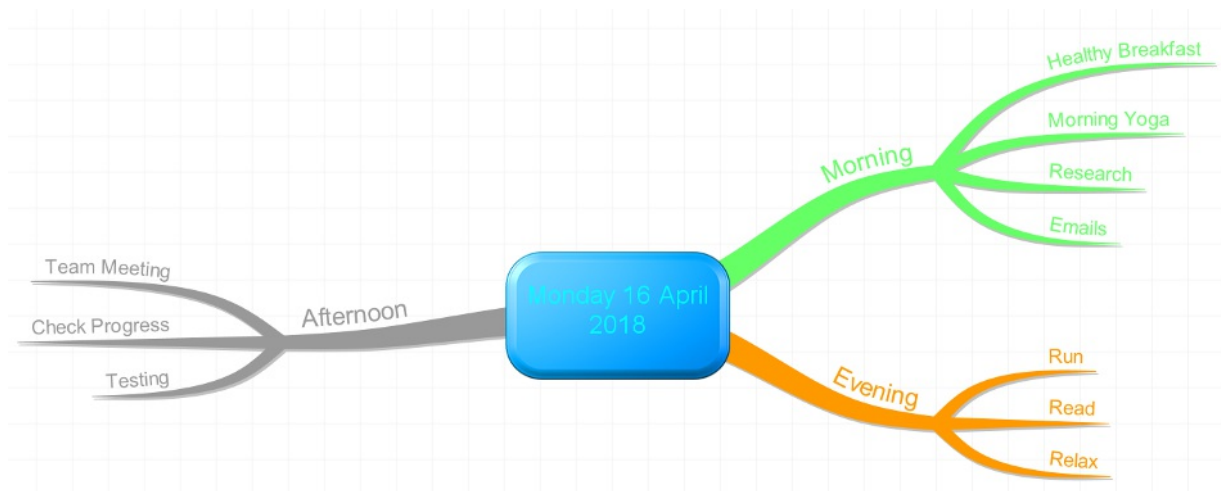 Monday 16 April
2018
Morning
Healthy Breakfast
Morning Yoga
Research
Emails
Evening
Run
Read
Relax
Afternoon
Team Meeting
Check Progress
Testing